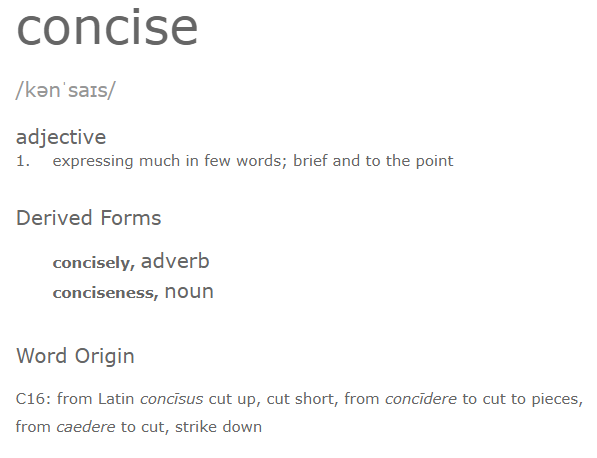 concise
/kənˈsaɪs/
adjective
1. expressing much in few words; brief and to the point
Derived Forms
concisely, adverb
conciseness, noun
Word Origin
C16: from Latin concīsus cut up, cut short, from concīdere to cut to pieces,
from caedere to cut, strike down